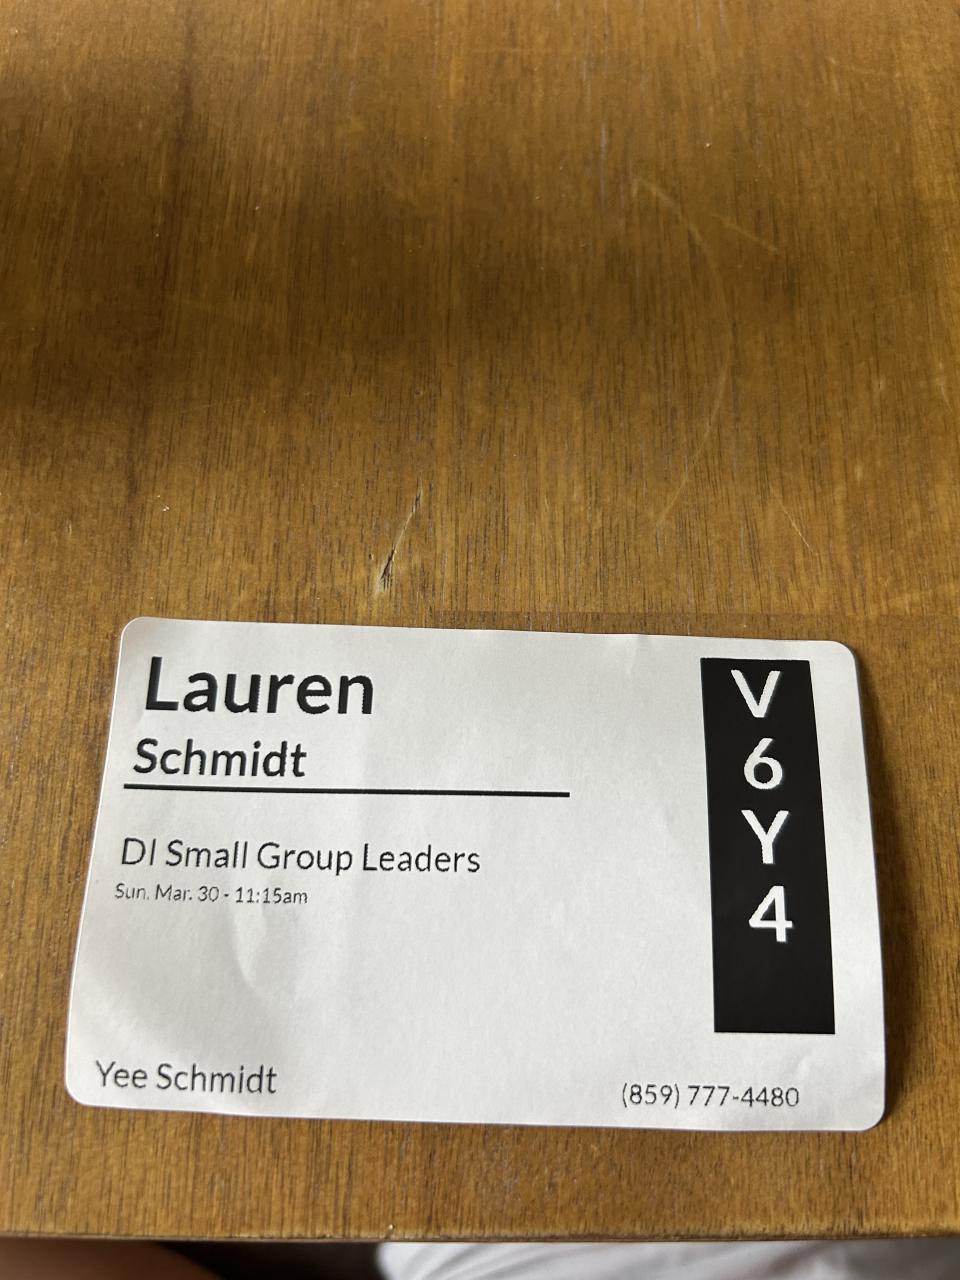 Lauren
Schmidt
DI Small Group Leaders
Sun. Mar. 30 - 11:15am
V
6
Y
4
Yee Schmidt
(859) 777-4480